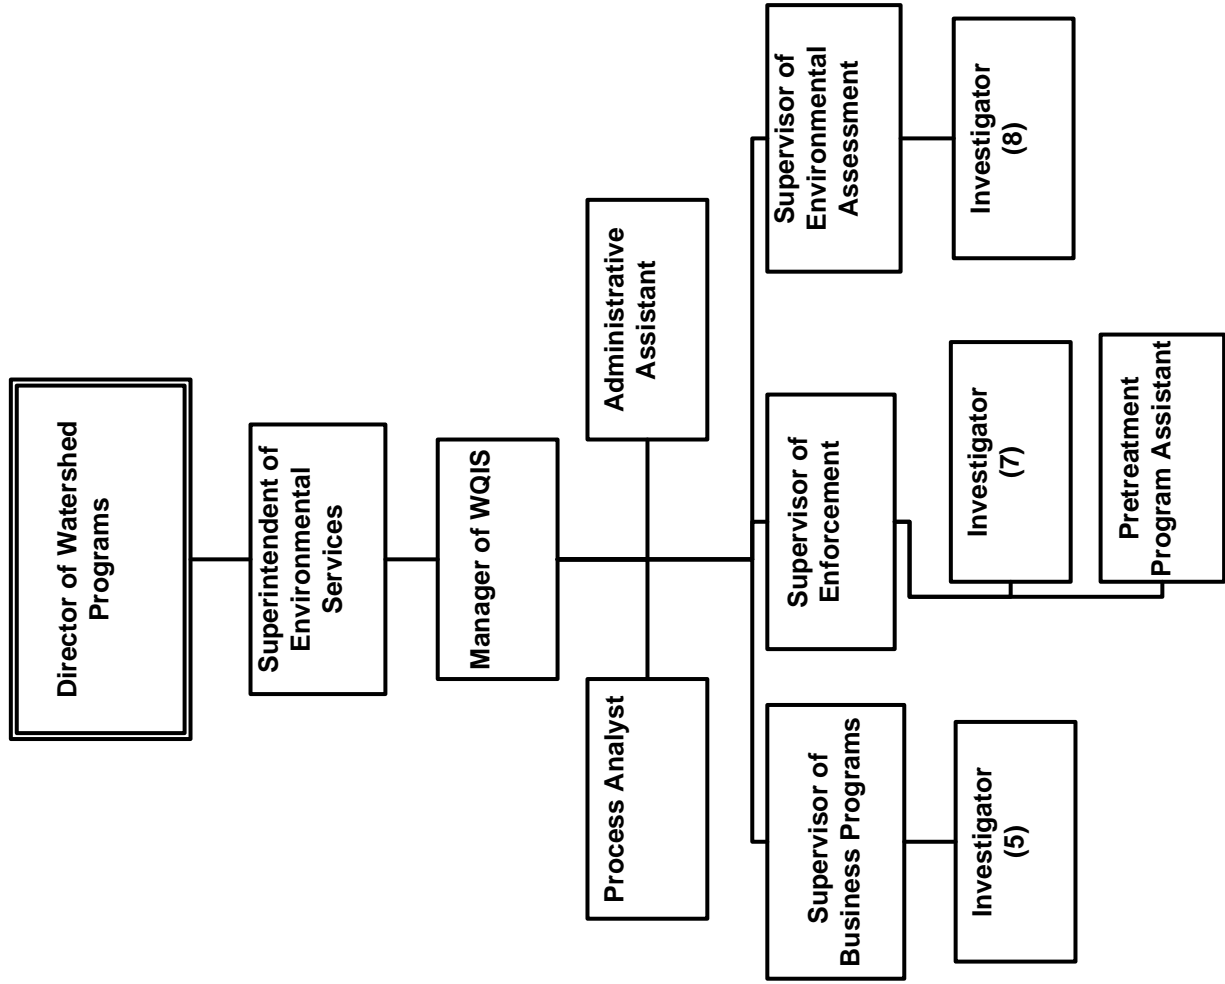 Director of Watershed
Programs
Superintendent of
Environmental
Services
Manager of WQIS
Process Analyst
Administrative
Assistant
Supervisor of
Business Programs
Supervisor of
Enforcement
Supervisor of
Environmental
Assessment
Investigator
(5)
Investigator
(7)
Investigator
(8)
Pretreatment
Program Assistant